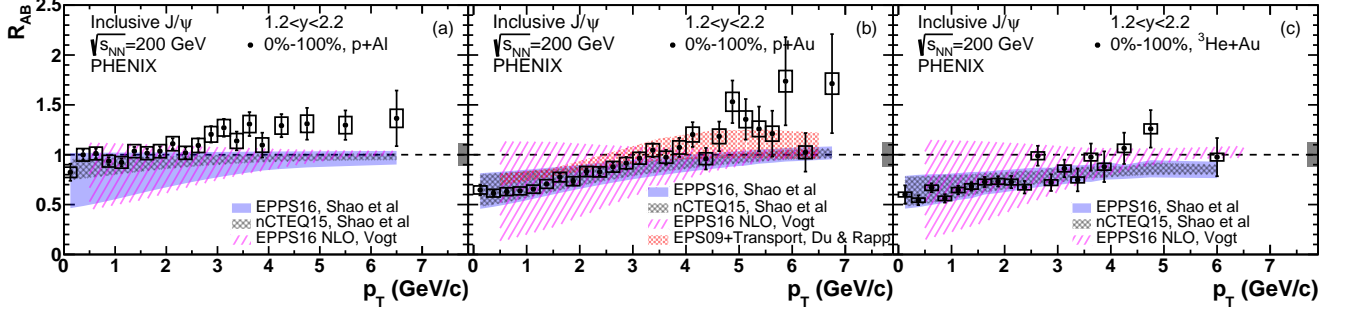 R_AB
2.5
2
1.5
1
0.5
0
Inclusive J/ψ 1.2<y<2.2 (a)
√s_NN=200 GeV • 0%-100%, p+Al
PHENIX
EPPS16, Shao et al
nCTEQ15, Shao et al
EPPS16 NLO, Vogt
0 1 2 3 4 5 6 7
p_T (GeV/c)
Inclusive J/ψ 1.2<y<2.2 (b)
√s_NN=200 GeV • 0%-100%, p+Au
PHENIX
EPPS16, Shao et al
nCTEQ15, Shao et al
EPPS16 NLO, Vogt
EPS09+Transport, Du & Rapp
0 1 2 3 4 5 6 7
p_T (GeV/c)
Inclusive J/ψ 1.2<y<2.2 (c)
√s_NN=200 GeV • 0%-100%, ³He+Au
PHENIX
EPPS16, Shao et al
nCTEQ15, Shao et al
EPPS16 NLO, Vogt
0 1 2 3 4 5 6 7
p_T (GeV/c)